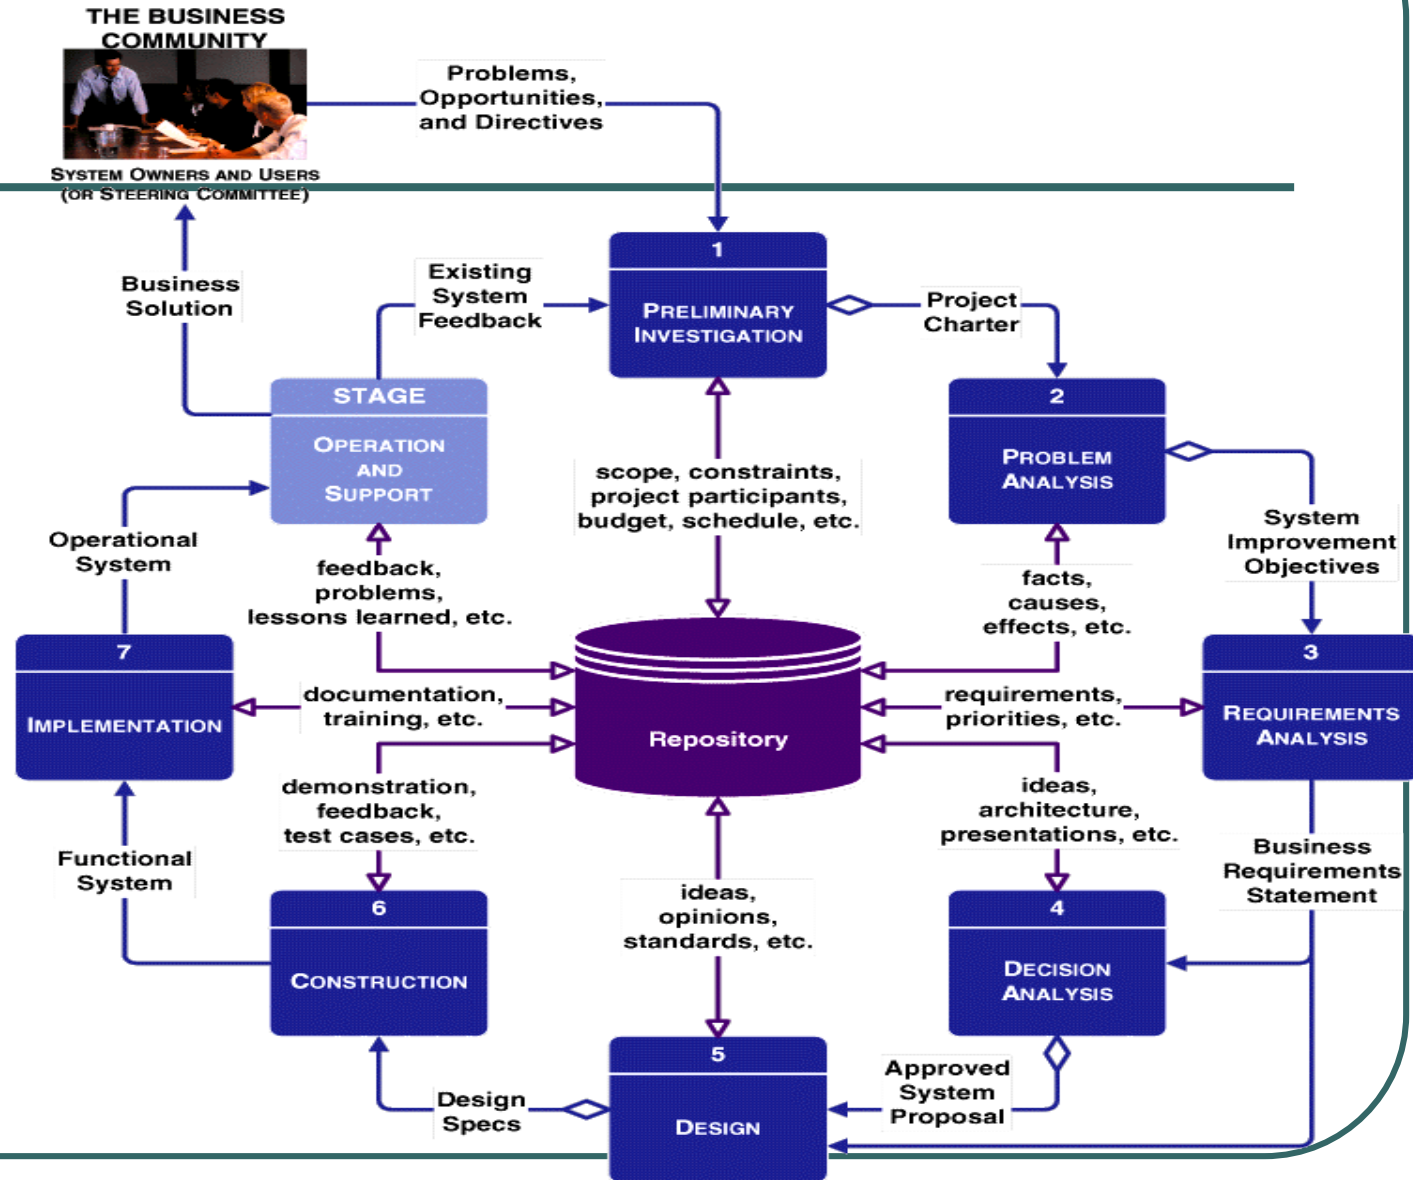 THE BUSINESS
COMMUNITY
SYSTEM OWNERS AND USERS
(OR STEERING COMMITTEE)
Problems,
Opportunities,
and Directives
Business
Solution
Existing
System
Feedback
1
PRELIMINARY
INVESTIGATION
Project
Charter
STAGE
OPERATION
AND
SUPPORT
2
PROBLEM
ANALYSIS
scope, constraints,
project participants,
budget, schedule, etc.
System
Improvement
Objectives
Operational
System
feedback,
problems,
lessons learned, etc.
facts,
causes,
effects, etc.
7
IMPLEMENTATION
documentation,
training, etc.
Repository
requirements,
priorities, etc.
3
REQUIREMENTS
ANALYSIS
demonstration,
feedback,
test cases, etc.
ideas,
architecture,
presentations, etc.
Functional
System
Business
Requirements
Statement
ideas,
opinions,
standards, etc.
6
CONSTRUCTION
4
DECISION
ANALYSIS
Design
Specs
5
DESIGN
Approved
System
Proposal